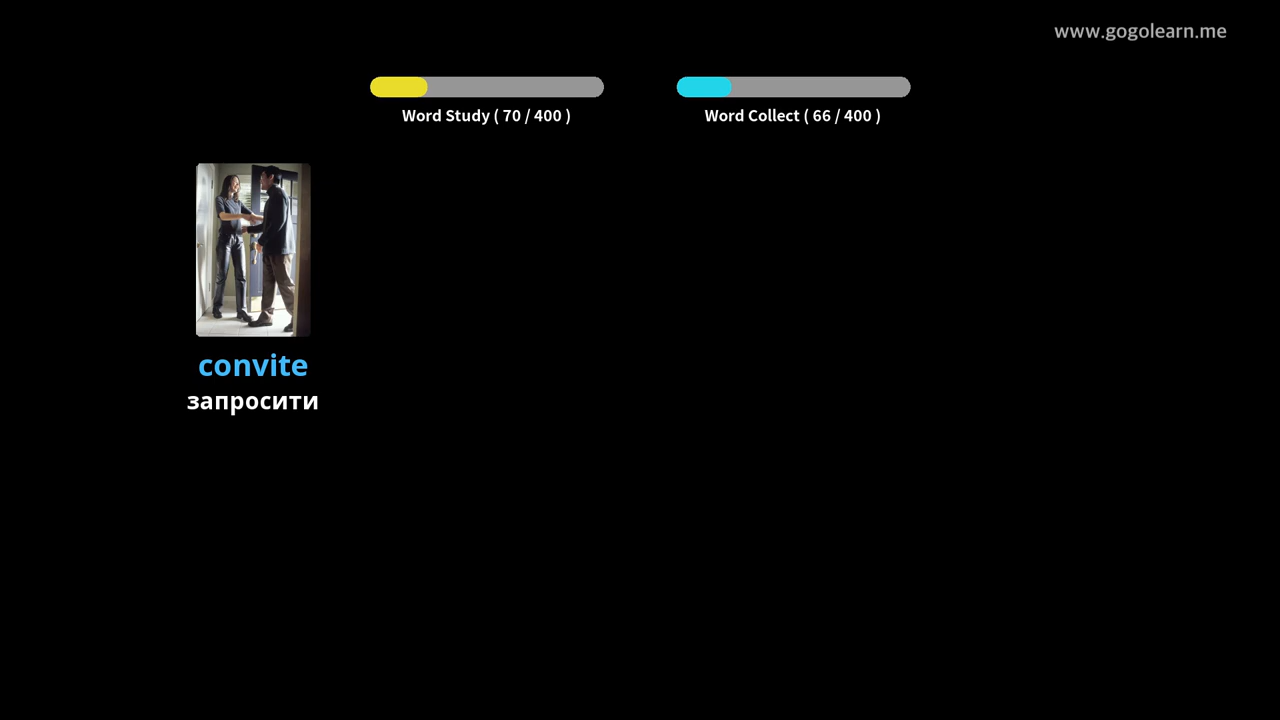 www.gogolearn.me
Word Study ( 70 / 400 )
Word Collect ( 66 / 400 )
convite
запросити